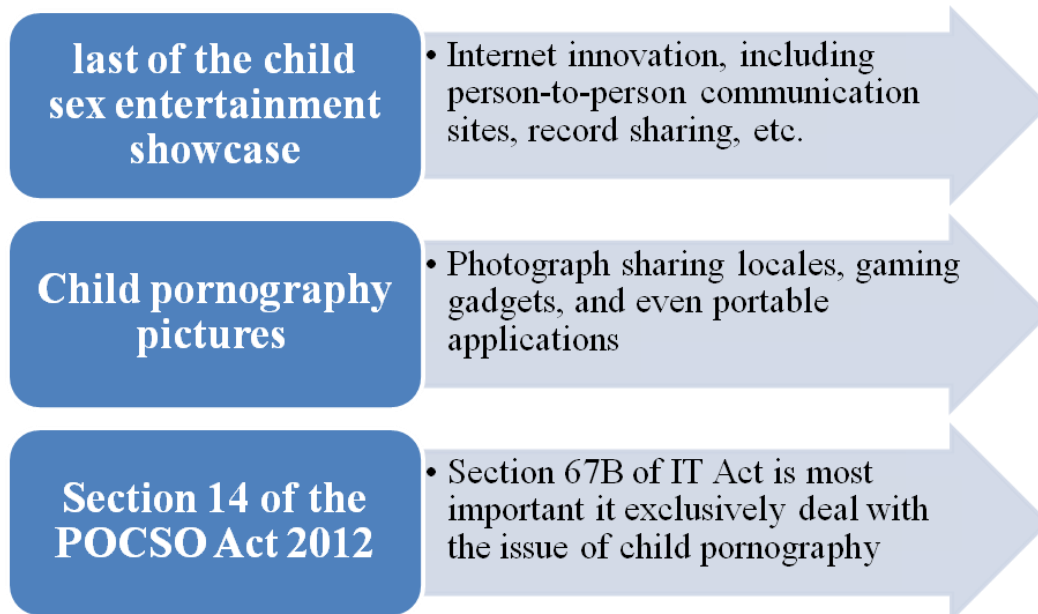 last of the child
sex entertainment
showcase
• Internet innovation, including
person-to-person communication
sites, record sharing, etc.
Child pornography
pictures
• Photograph sharing locales, gaming
gadgets, and even portable
applications
Section 14 of the
POCSO Act 2012
• Section 67B of IT Act is most
important it exclusively deal with
the issue of child pornography